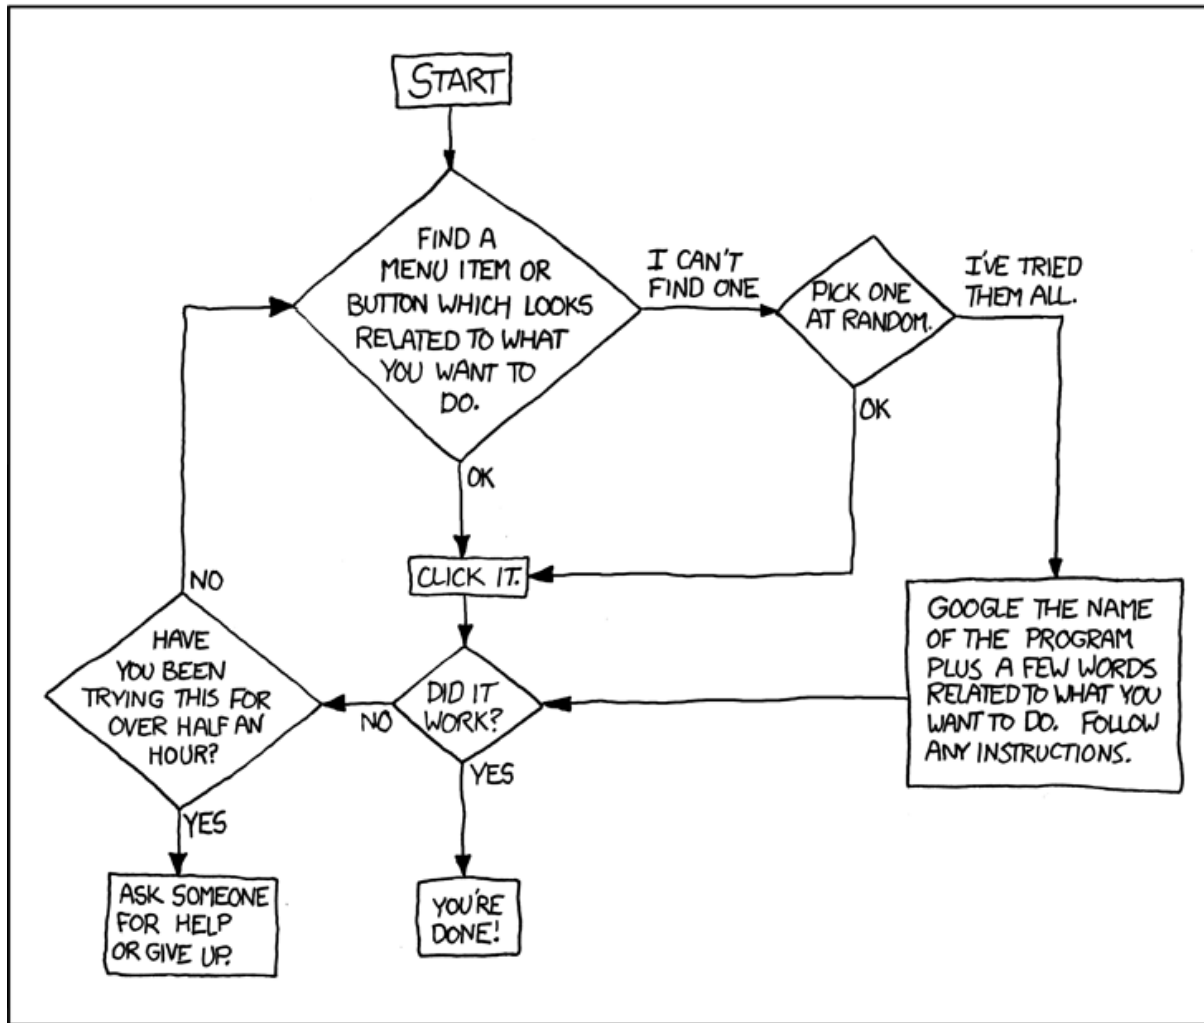 START
FIND A
MENU ITEM OR
BUTTON WHICH LOOKS
RELATED TO WHAT
YOU WANT TO
DO.
I CAN'T
FIND ONE
PICK ONE
AT RANDOM.
I'VE TRIED
THEM ALL.
OK
OK
CLICK IT.
NO
HAVE
YOU BEEN
TRYING THIS FOR
OVER HALF AN
HOUR?
NO
DID IT
WORK?
GOOGLE THE NAME
OF THE PROGRAM
PLUS A FEW WORDS
RELATED TO WHAT YOU
WANT TO DO. FOLLOW
ANY INSTRUCTIONS.
YES
YES
ASK SOMEONE
FOR HELP
OR GIVE UP.
YOU'RE
DONE!